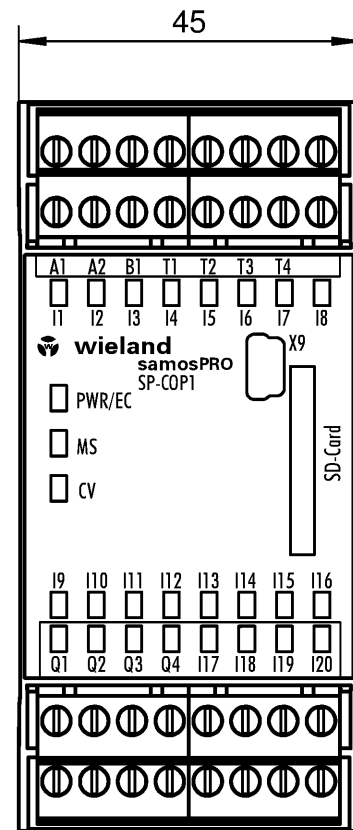 45
A1 A2 B1 T1 T2 T3 T4
I1 I2 I3 I4 I5 I6 I7 I8
wieland
samosPRO
SP-COP1
X9
PWR/EC
MS
CV
SD-Card
I9 I10 I11 I12 I13 I14 I15 I16
Q1 Q2 Q3 Q4 I17 I18 I19 I20